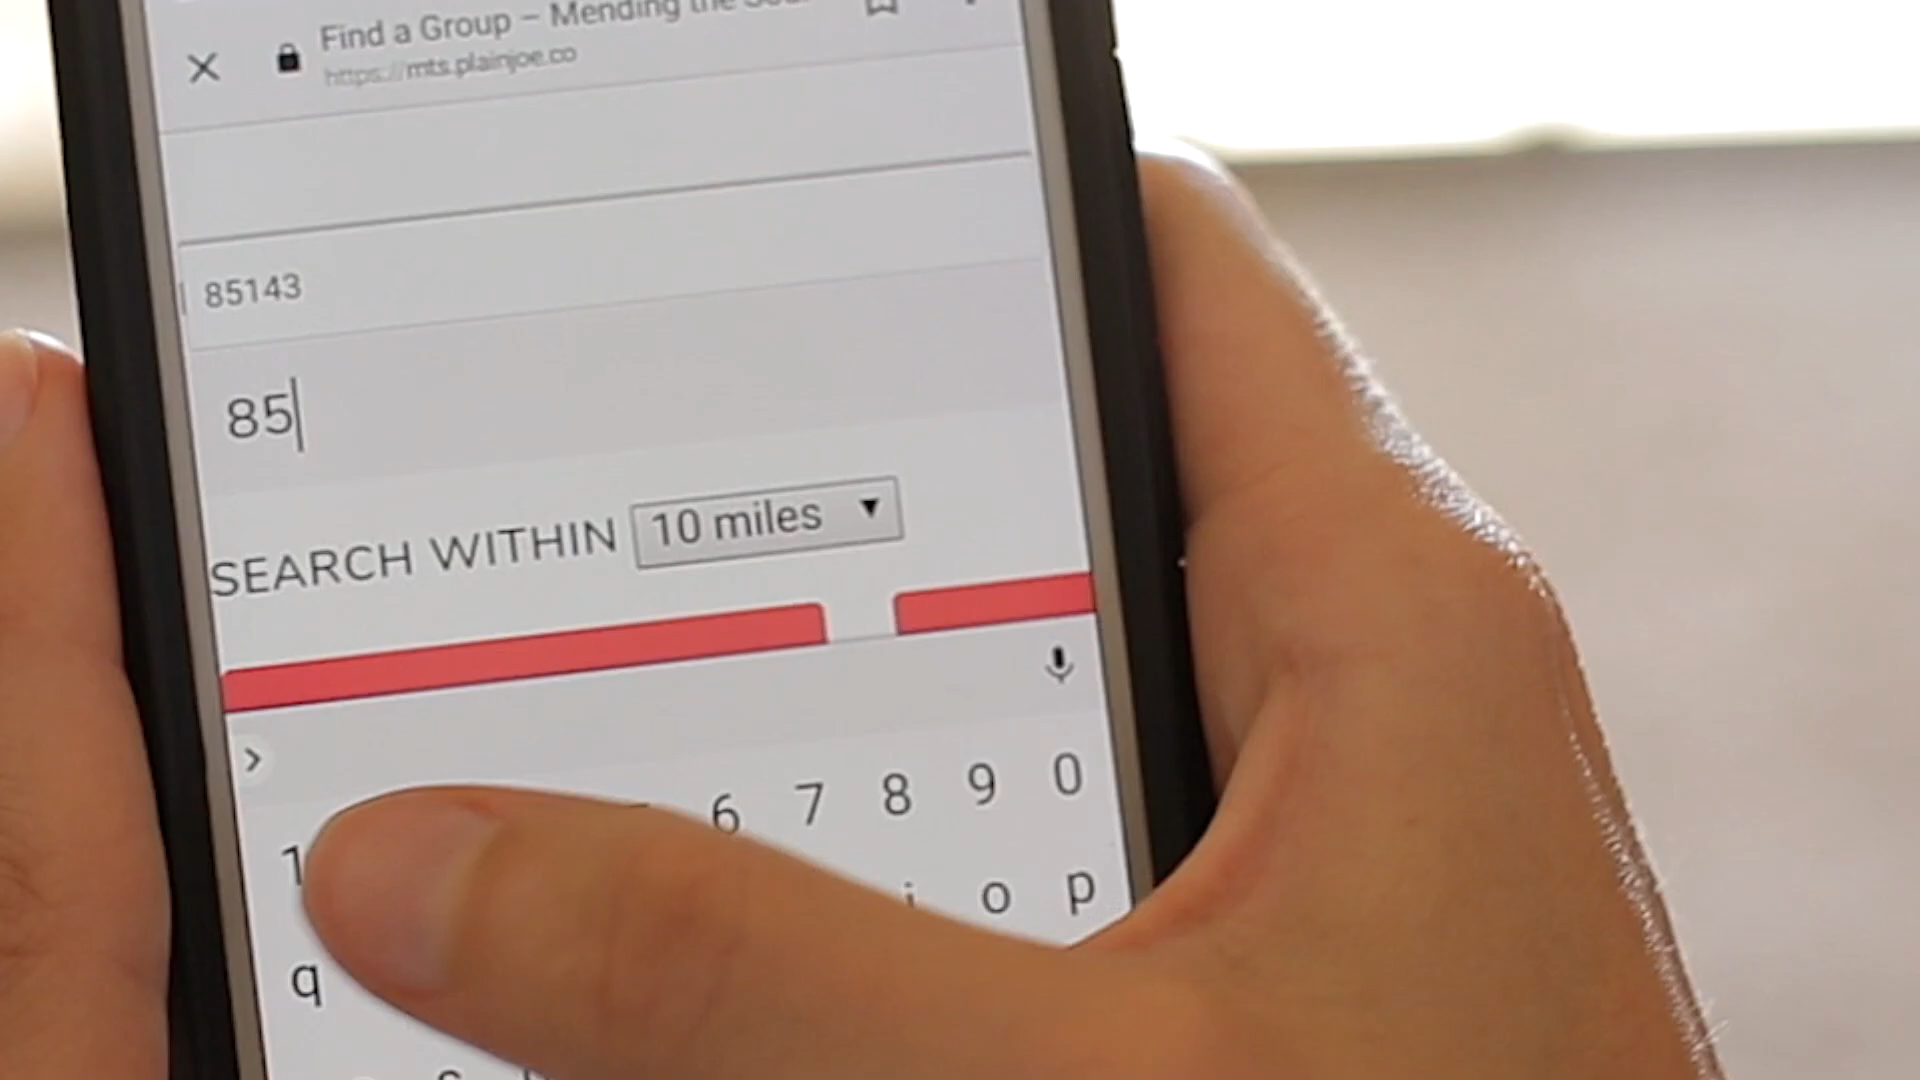 Find a Group – Mending the
https://mts.plainjoe.co
85143
85
SEARCH WITHIN 10 miles
1 6 7 8 9 0
q o p